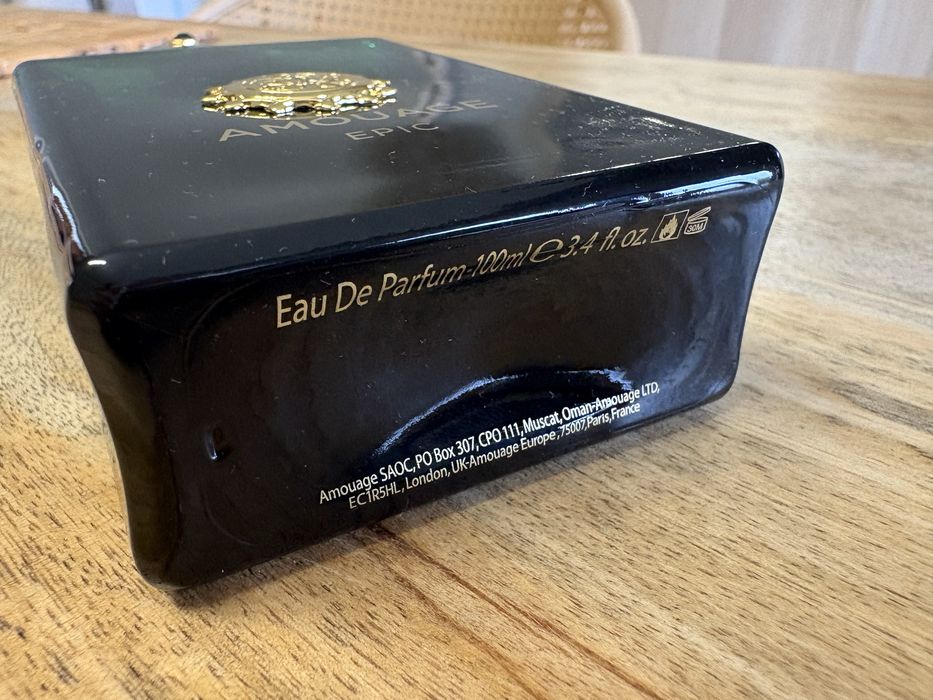 AMOUAGE
EPIC
Eau De Parfum-100ml ℮ 3.4 fl. oz.
30M
Amouage SAOC, PO Box 307, CPO 111, Muscat, Oman-Amouage LTD,
EC1R5HL, London, UK-Amouage Europe ,75007, Paris, France